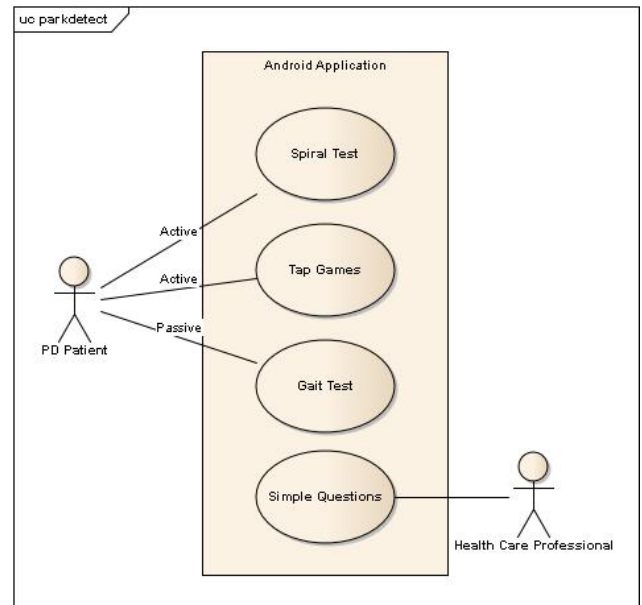 uc parkdetect
Android Application
Spiral Test
Active
Tap Games
Active
Passive
PD Patient
Gait Test
Simple Questions
Health Care Professional